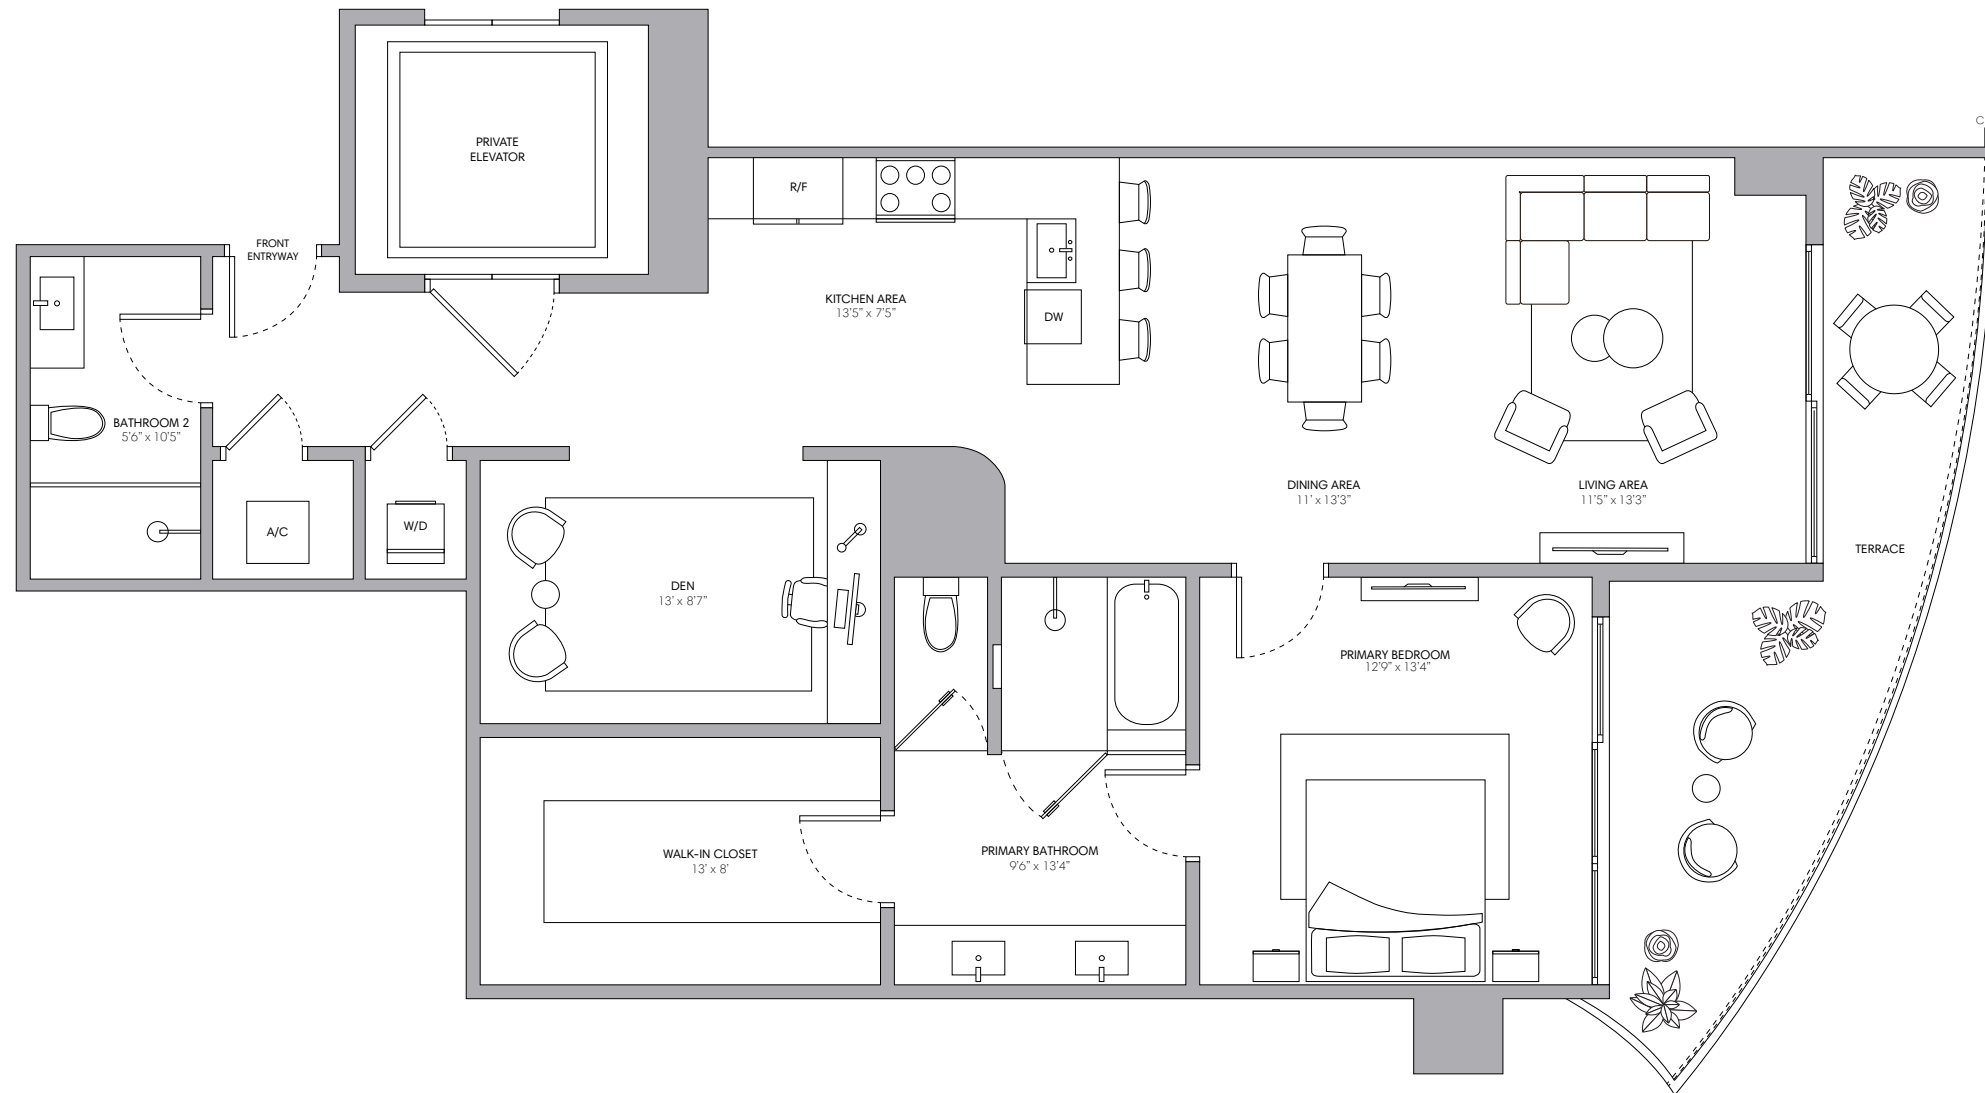 C
PRIVATE
ELEVATOR
R/F
FRONT
ENTRYWAY
KITCHEN AREA
13'5" x 7'5"
DW
BATHROOM 2
5'6" x 10'5"
DINING AREA
11' x 13'3"
LIVING AREA
11'5" x 13'3"
A/C
W/D
TERRACE
DEN
13' x 8'7"
PRIMARY BEDROOM
12'9" x 13'4"
WALK-IN CLOSET
13' x 8'
PRIMARY BATHROOM
9'6" x 13'4"